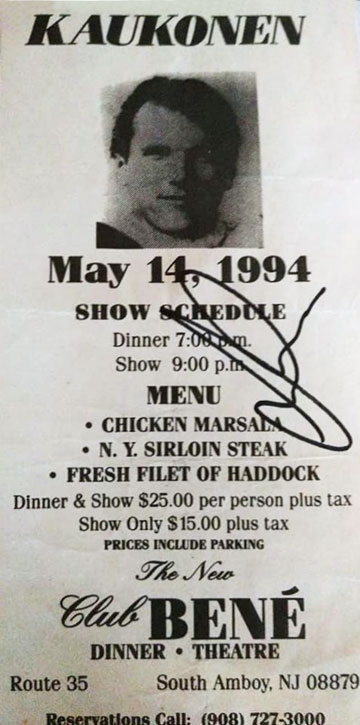 KAUKONEN
May 14, 1994
SHOW SCHEDULE
Dinner 7:00 p.m.
Show 9:00 p.m.
MENU
• CHICKEN MARSALA
• N. Y. SIRLOIN STEAK
• FRESH FILET OF HADDOCK
Dinner & Show $25.00 per person plus tax
Show Only $15.00 plus tax
PRICES INCLUDE PARKING
The New
Club BENÉ
DINNER • THEATRE
Route 35 South Amboy, NJ 08879
Reservations Call: (908) 727-3000